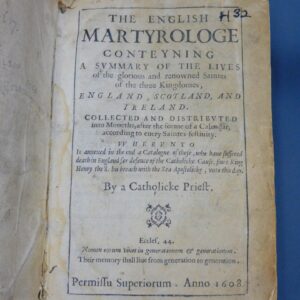 H32
THE ENGLISH
MARTYROLOGE
CONTEYNING
A SVMMARY OF THE LIVES
of the glorious and renowned Saintes
of the three Kingdomes,
ENGLAND, SCOTLAND, AND
IRELAND.
COLLECTED AND DISTRIBVTED
into Moneths, after the forme of a Calendar,
according to euery Saintes festiuity.
WHEREVNTO
Is annexed in the end a Catalogue of those, who haue suffered
death in England for defence of the Catholicke Cause, since King
Henry the 8. his breach with the Sea Apostolicke, vnto this day.
By a Catholicke Priest.
Eccles. 44.
Nomen eorum viuit in generationem & generationem.
Their memory shall liue from generation to generation.
Permissu Superiorum. Anno 1608